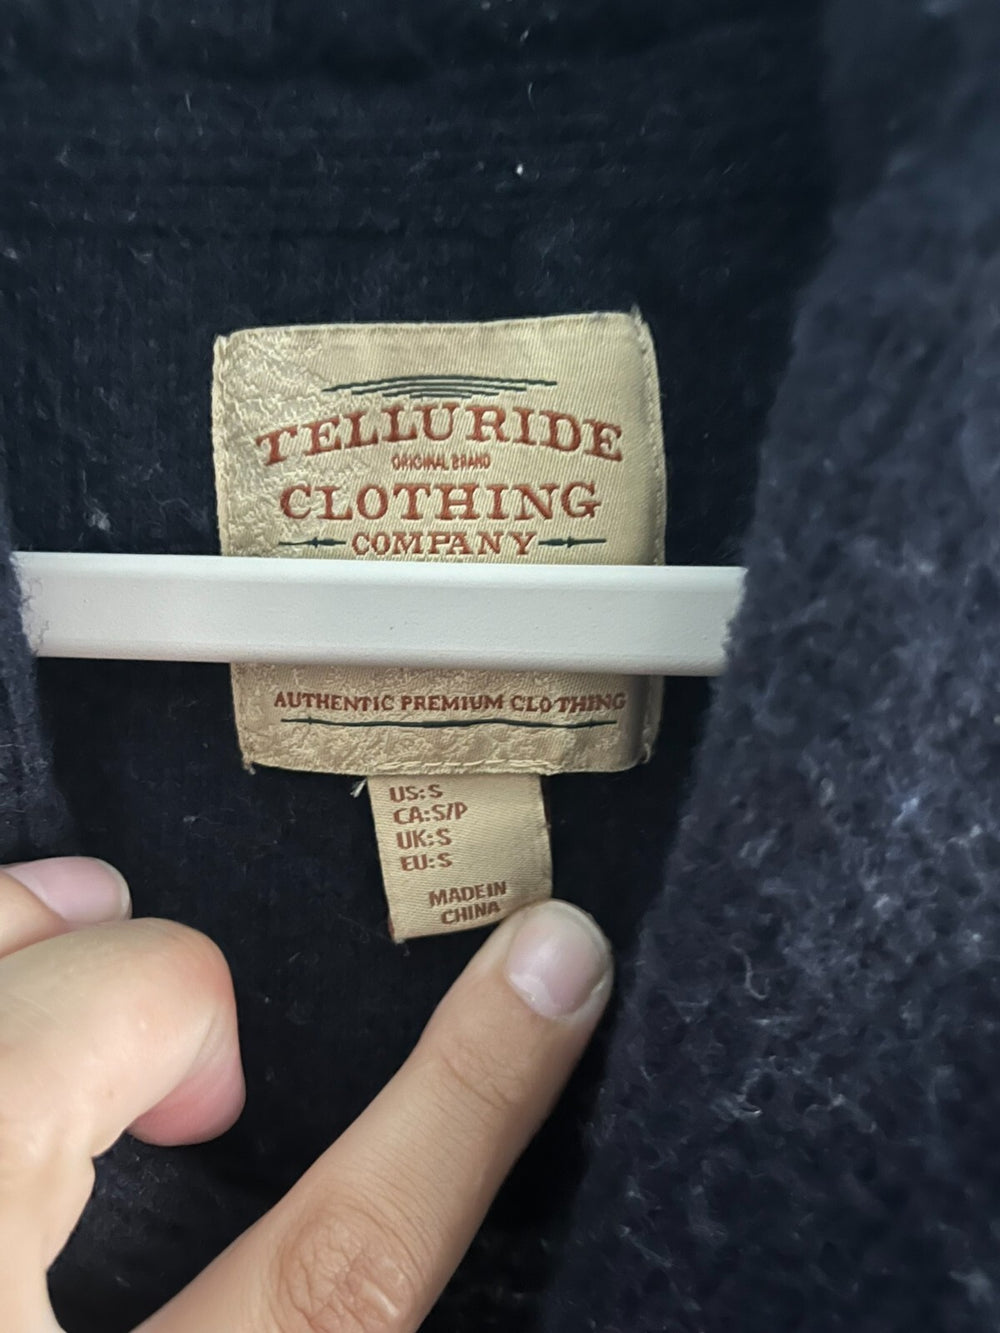 TELLURIDE
ORIGINAL BRAND
CLOTHING
COMPANY
AUTHENTIC PREMIUM CLOTHING
US:S
CA:S/P
UK:S
EU:S
MADE IN
CHINA